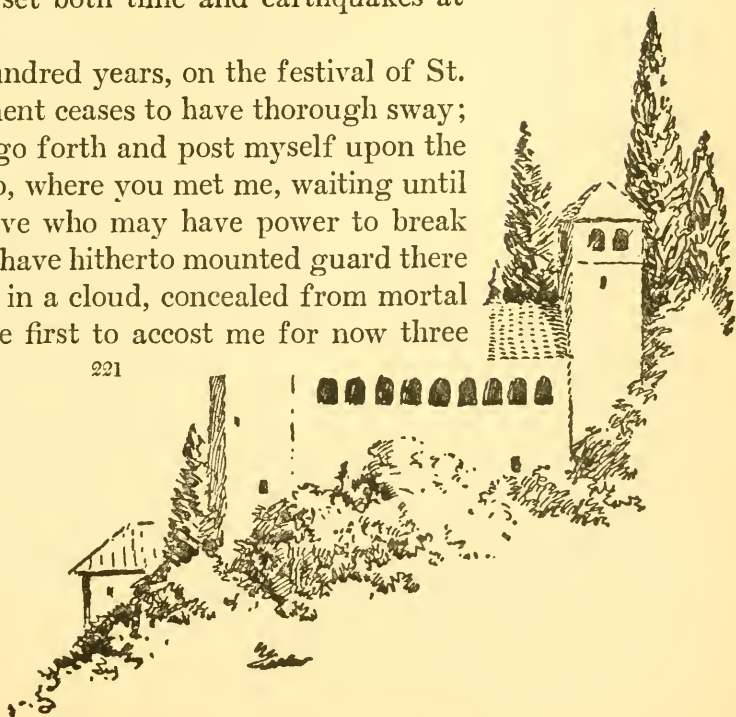 set both time and earthquakes at
undred years, on the festival of St.
ent ceases to have thorough sway;
go forth and post myself upon the
o, where you met me, waiting until
ve who may have power to break
have hitherto mounted guard there
in a cloud, concealed from mortal
e first to accost me for now three
221